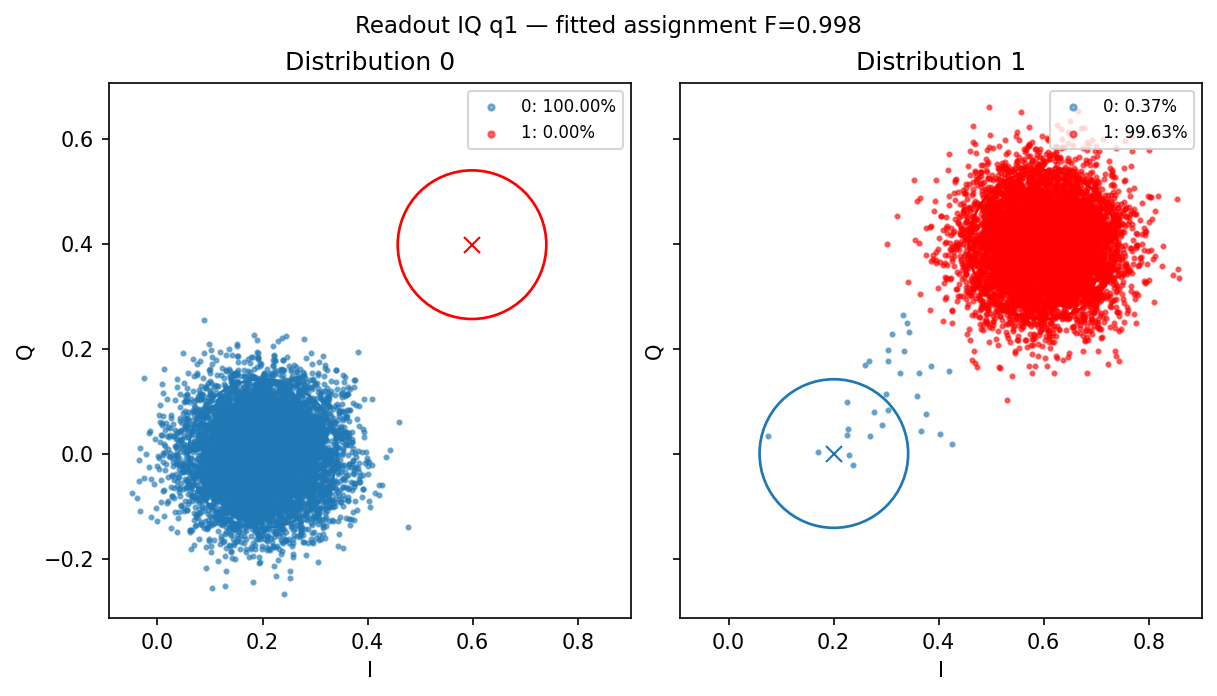 Readout IQ q1 — fitted assignment F=0.998
Distribution 0
Distribution 1
0: 100.00%
1: 0.00%
0: 0.37%
1: 99.63%
Q
0.6
0.4
0.2
0.0
−0.2
Q
0.0
0.2
0.4
0.6
0.8
I
0.0
0.2
0.4
0.6
0.8
I